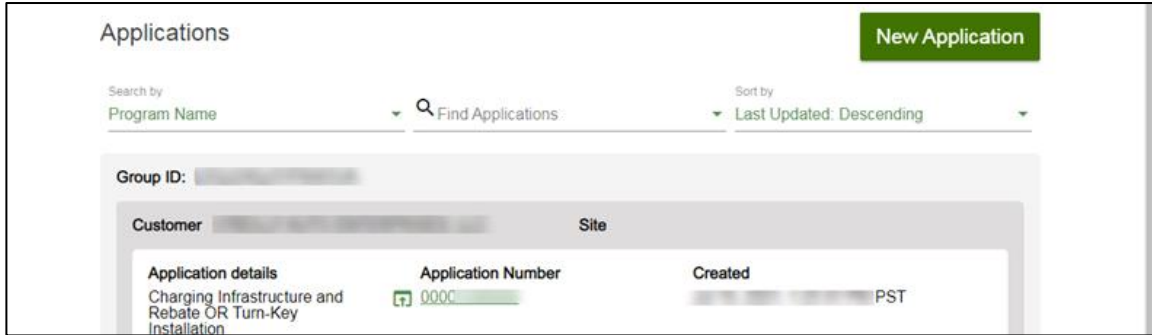 Applications
New Application
Search by
Program Name
Find Applications
Sort by
Last Updated: Descending
Group ID:
Customer
Site
Application details
Application Number
Created
Charging Infrastructure and
Rebate OR Turn-Key
Installation
0000
PST